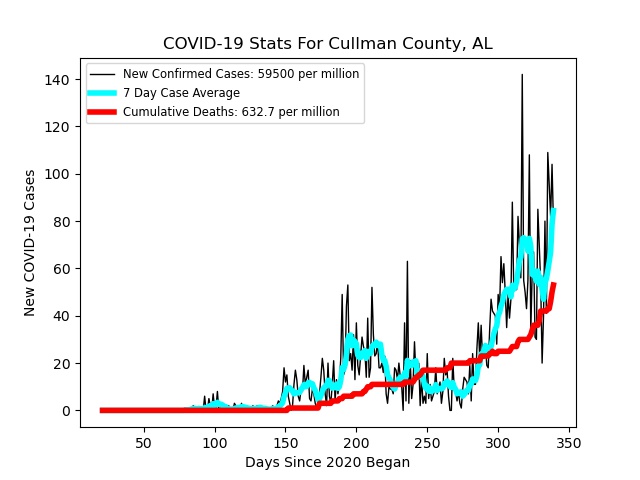 COVID-19 Stats For Cullman County, AL
New Confirmed Cases: 59500 per million
7 Day Case Average
Cumulative Deaths: 632.7 per million
New COVID-19 Cases
140
120
100
80
60
40
20
0
50 100 150 200 250 300 350
Days Since 2020 Began